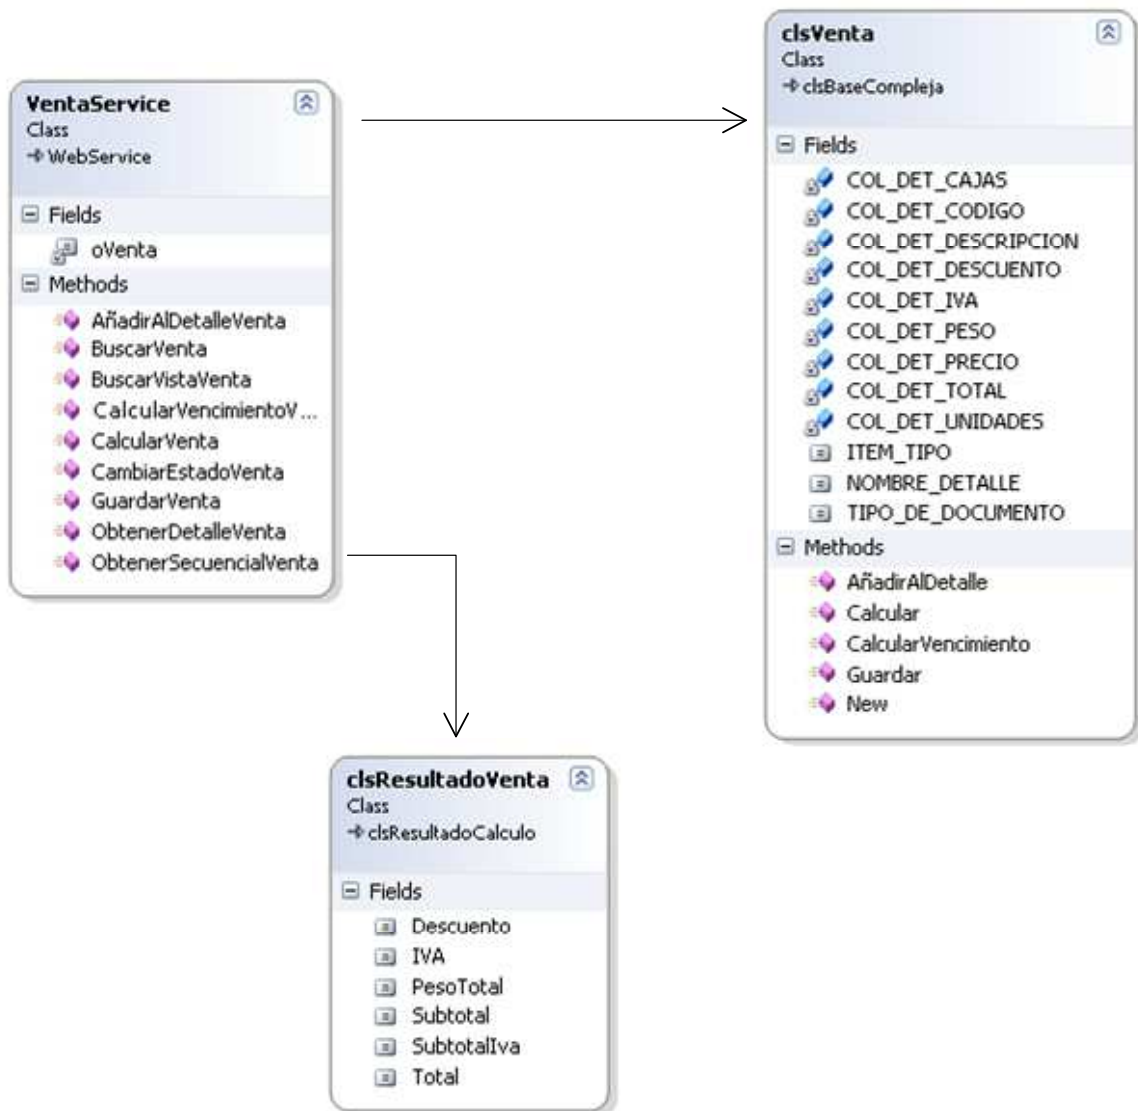 VentaService
Class
WebService
Fields
oVenta
Methods
AñadirAlDetalleVenta
BuscarVenta
BuscarVistaVenta
CalcularVencimientoV...
CalcularVenta
CambiarEstadoVenta
GuardarVenta
ObtenerDetalleVenta
ObtenerSecuencialVenta
clsVenta
Class
clsBaseCompleja
Fields
COL_DET_CAJAS
COL_DET_CODIGO
COL_DET_DESCRIPCION
COL_DET_DESCUENTO
COL_DET_IVA
COL_DET_PESO
COL_DET_PRECIO
COL_DET_TOTAL
COL_DET_UNIDADES
ITEM_TIPO
NOMBRE_DETALLE
TIPO_DE_DOCUMENTO
Methods
AñadirAlDetalle
Calcular
CalcularVencimiento
Guardar
New
clsResultadoVenta
Class
clsResultadoCalculo
Fields
Descuento
IVA
PesoTotal
Subtotal
SubtotalIva
Total